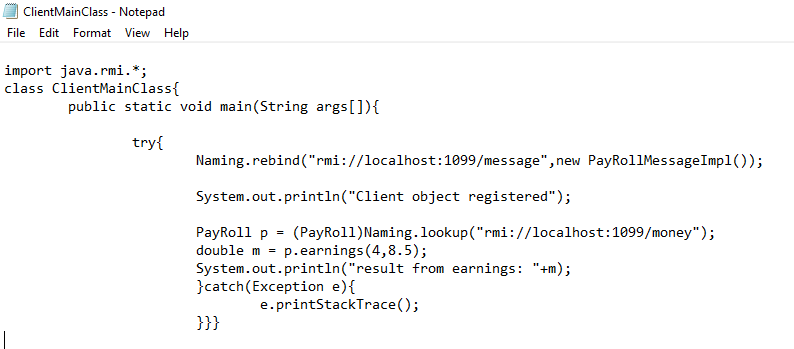 ClientMainClass - Notepad
File Edit Format View Help
import java.rmi.*;
class ClientMainClass{
public static void main(String args[]){
try{
Naming.rebind("rmi://localhost:1099/message",new PayRollMessageImpl());
System.out.println("Client object registered");
PayRoll p = (PayRoll)Naming.lookup("rmi://localhost:1099/money");
double m = p.earnings(4,8.5);
System.out.println("result from earnings: "+m);
}catch(Exception e){
e.printStackTrace();
}}}